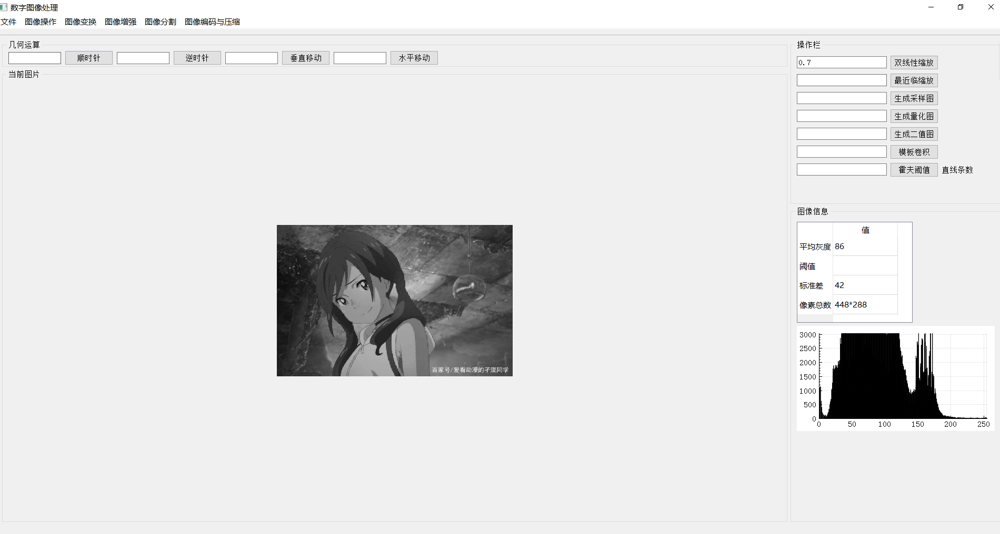 数字图像处理
文件 图像操作 图像变换 图像增强 图像分割 图像编码与压缩
几何运算
顺时针 逆时针 垂直移动 水平移动
当前图片
百家号/爱看动漫的子流同学
操作栏
0.7 双线性缩放
最近临缩放
生成采样图
生成量化图
生成二值图
模板卷积
霍夫阈值 直线条数
图像信息
值
平均灰度 86
阈值
标准差 42
像素总数 448*288
3000
2500
2000
1500
1000
500
0
0 50 100 150 200 250